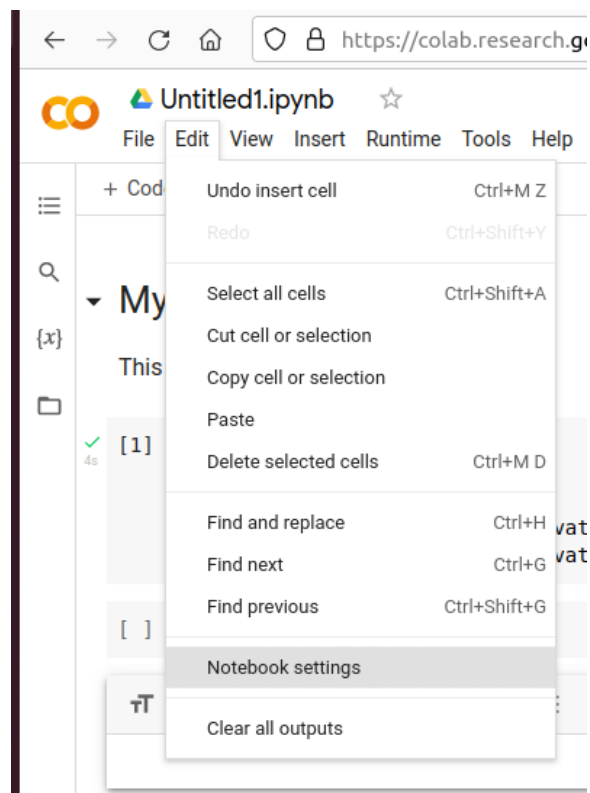 https://colab.research.g
CO
Untitled1.ipynb
File Edit View Insert Runtime Tools Help
+ Cod
Undo insert cell Ctrl+M Z
Redo Ctrl+Shift+Y
Select all cells Ctrl+Shift+A
My
Cut cell or selection
{x}
This
Copy cell or selection
Paste
[1]
4s
Delete selected cells Ctrl+M D
Find and replace Ctrl+H
vat
Find next Ctrl+G
vat
Find previous Ctrl+Shift+G
[ ]
Notebook settings
TT
Clear all outputs